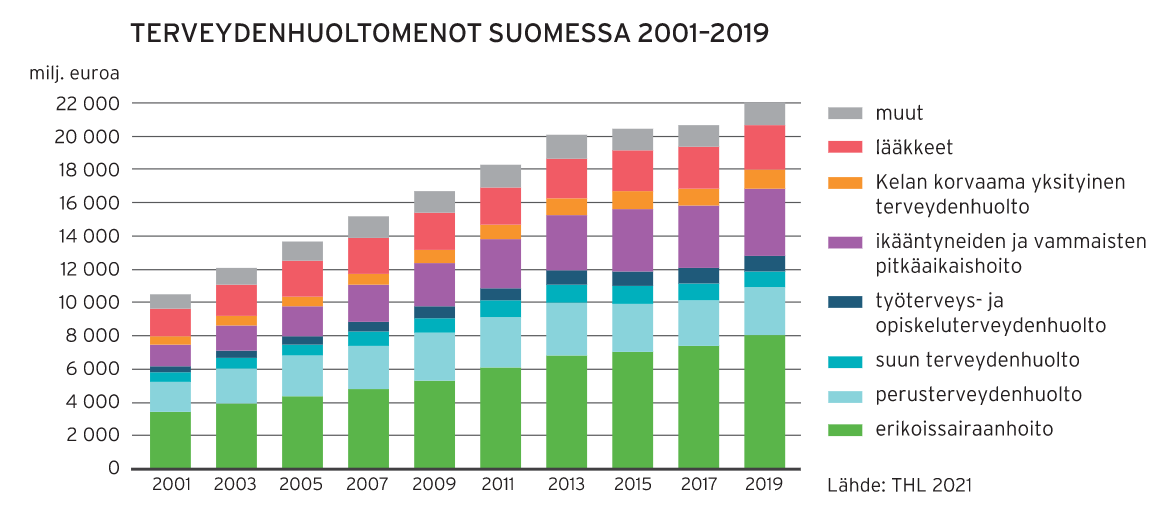 TERVEYDENHUOLTOMENOT SUOMESSA 2001–2019
milj. euroa
22 000
20 000
18 000
16 000
14 000
12 000
10 000
8 000
6 000
4 000
2 000
0
2001 2003 2005 2007 2009 2011 2013 2015 2017 2019
muut
lääkkeet
Kelan korvaama yksityinen
terveydenhuolto
ikääntyneiden ja vammaisten
pitkäaikaishoito
työterveys- ja
opiskeluterveydenhuolto
suun terveydenhuolto
perusterveydenhuolto
erikoissairaanhoito
Lähde: THL 2021